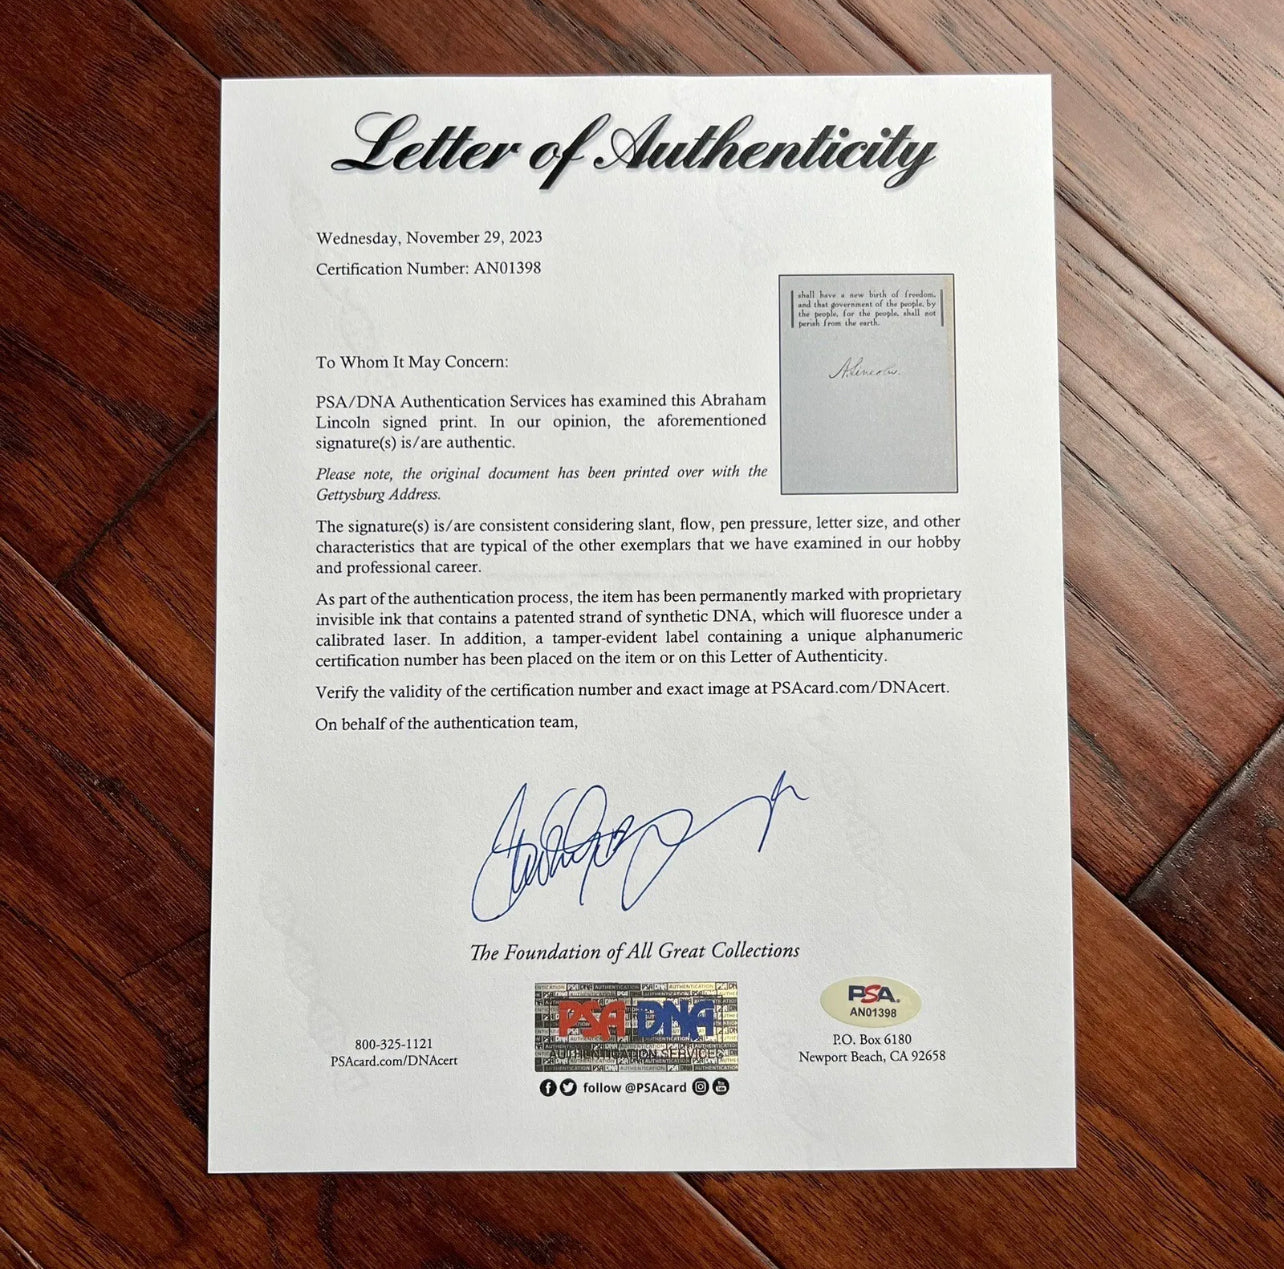 Letter of Authenticity
Wednesday, November 29, 2023
Certification Number: AN01398
shall have a new birth of freedom,
and that government of the people, by
the people, for the people, shall not
perish from the earth.
A. Lincoln.
To Whom It May Concern:
PSA/DNA Authentication Services has examined this Abraham
Lincoln signed print. In our opinion, the aforementioned
signature(s) is/are authentic.
Please note, the original document has been printed over with the
Gettysburg Address.
The signature(s) is/are consistent considering slant, flow, pen pressure, letter size, and other
characteristics that are typical of the other exemplars that we have examined in our hobby
and professional career.
As part of the authentication process, the item has been permanently marked with proprietary
invisible ink that contains a patented strand of synthetic DNA, which will fluoresce under a
calibrated laser. In addition, a tamper-evident label containing a unique alphanumeric
certification number has been placed on the item or on this Letter of Authenticity.
Verify the validity of the certification number and exact image at PSAcard.com/DNAcert.
On behalf of the authentication team,
The Foundation of All Great Collections
PSA DNA
AUTHENTICATION SERVICES
PSA
AN01398
800-325-1121
PSAcard.com/DNAcert
P.O. Box 6180
Newport Beach, CA 92658
follow @PSAcard